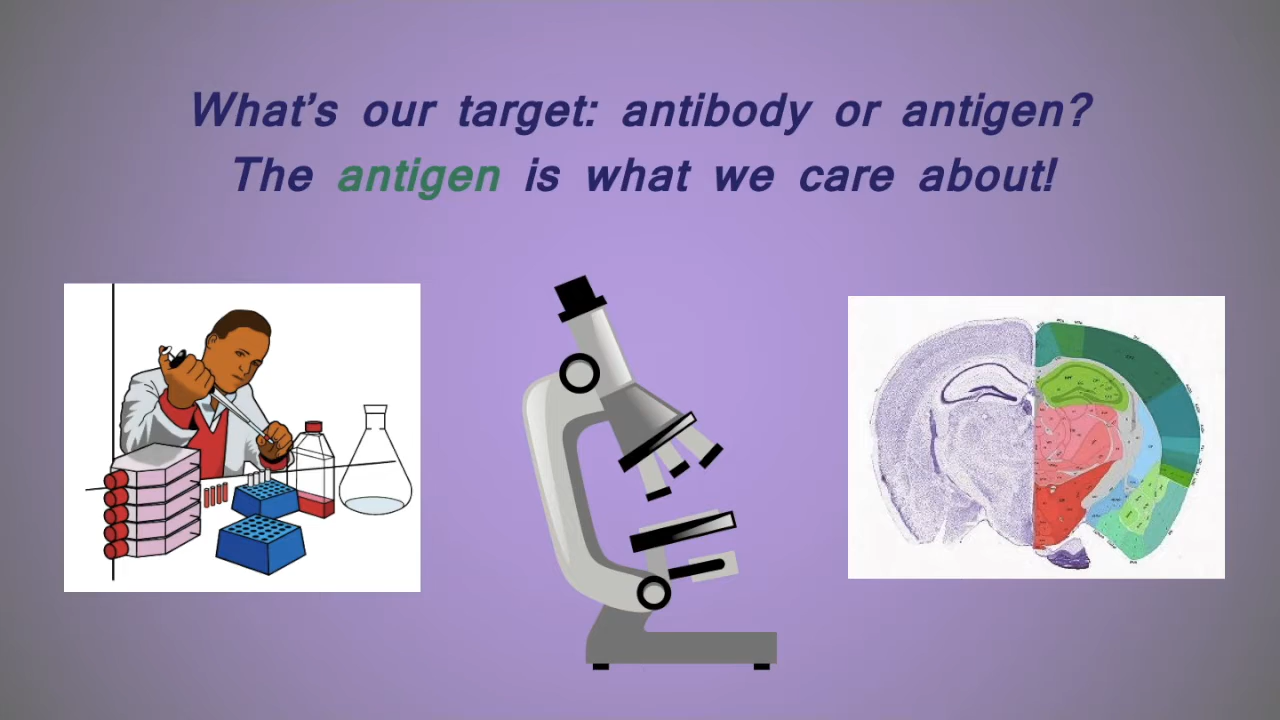 What's our target: antibody or antigen?
The antigen is what we care about!